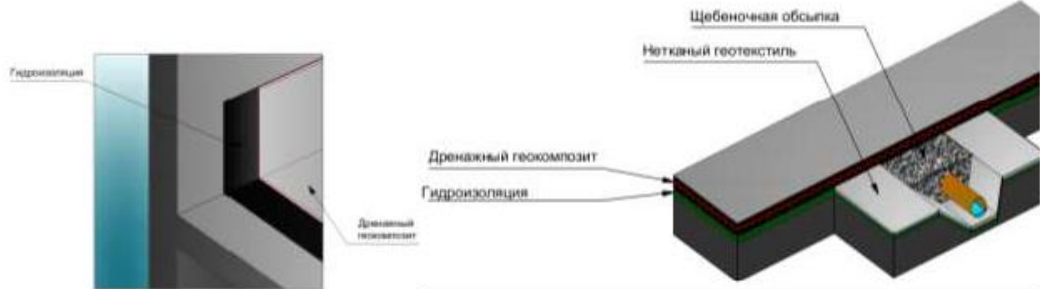 Гидроизоляция
Дренажный
геокомпозит
Щебеночная обсыпка
Нетканый геотекстиль
Дренажный геокомпозит
Гидроизоляция